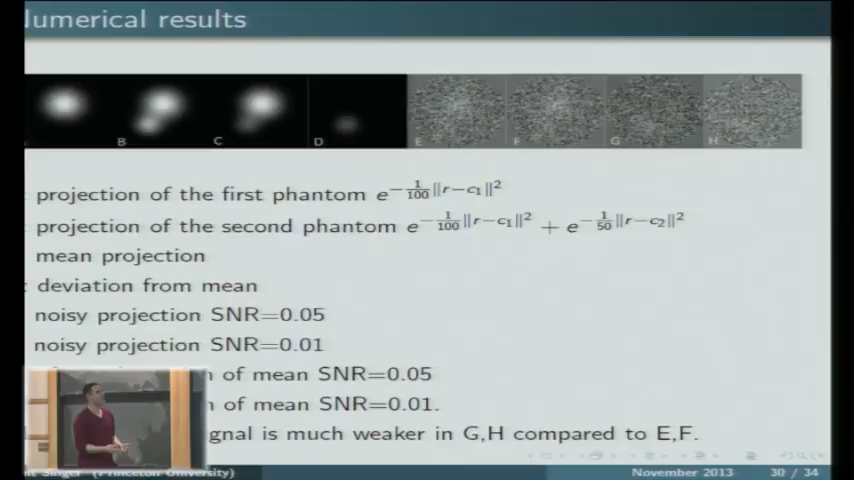 Numerical results
B C D E F G H
projection of the first phantom e^{-\frac{1}{100}\|r-c_1\|^2}
projection of the second phantom e^{-\frac{1}{100}\|r-c_1\|^2} + e^{-\frac{1}{50}\|r-c_2\|^2}
mean projection
: deviation from mean
noisy projection SNR=0.05
noisy projection SNR=0.01
of mean SNR=0.05
of mean SNR=0.01.
gnal is much weaker in G,H compared to E,F.
Singer (Princeton University) November 2013 30 / 34